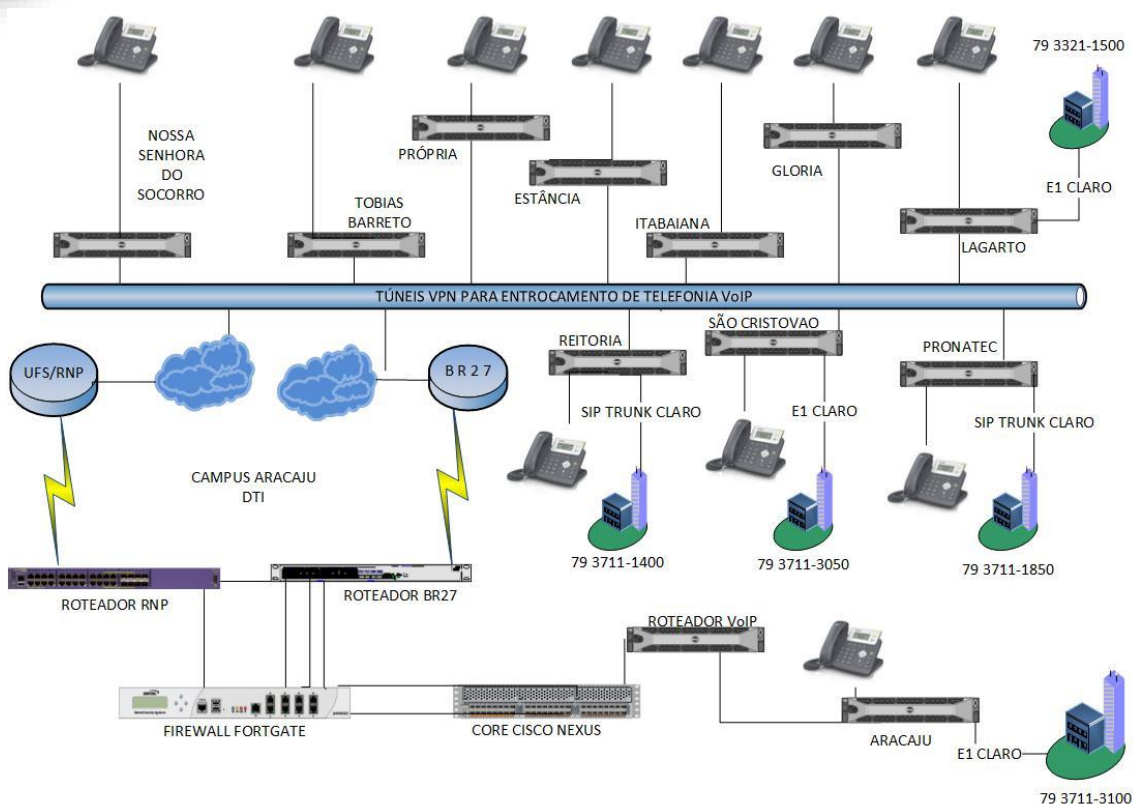 79 3321-1500
NOSSA
SENHORA
DO
SOCORRO
PRÓPRIA
GLORIA
E1 CLARO
ESTÂNCIA
TOBIAS
BARRETO
ITABAIANA
LAGARTO
TÚNEIS VPN PARA ENTROCAMENTO DE TELEFONIA VoIP
SÃO CRISTOVAO
REITORIA
PRONATEC
UFS/RNP
BR27
SIP TRUNK CLARO
E1 CLARO
SIP TRUNK CLARO
CAMPUS ARACAJU
DTI
79 3711-1400
79 3711-3050
79 3711-1850
ROTEADOR RNP
ROTEADOR BR27
ROTEADOR VoIP
FIREWALL FORTGATE
CORE CISCO NEXUS
ARACAJU
E1 CLARO
79 3711-3100